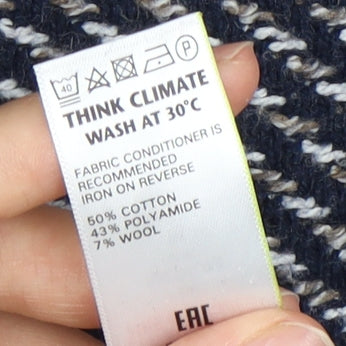 40 P
THINK CLIMATE
WASH AT 30°C
FABRIC CONDITIONER IS
RECOMMENDED
IRON ON REVERSE
50% COTTON
43% POLYAMIDE
7% WOOL
EAC